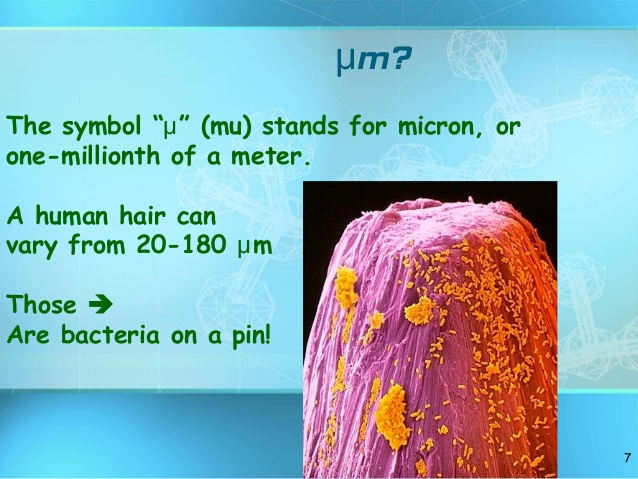 μm?
The symbol “μ” (mu) stands for micron, or
one-millionth of a meter.
A human hair can
vary from 20-180 μm
Those ➔
Are bacteria on a pin!
7